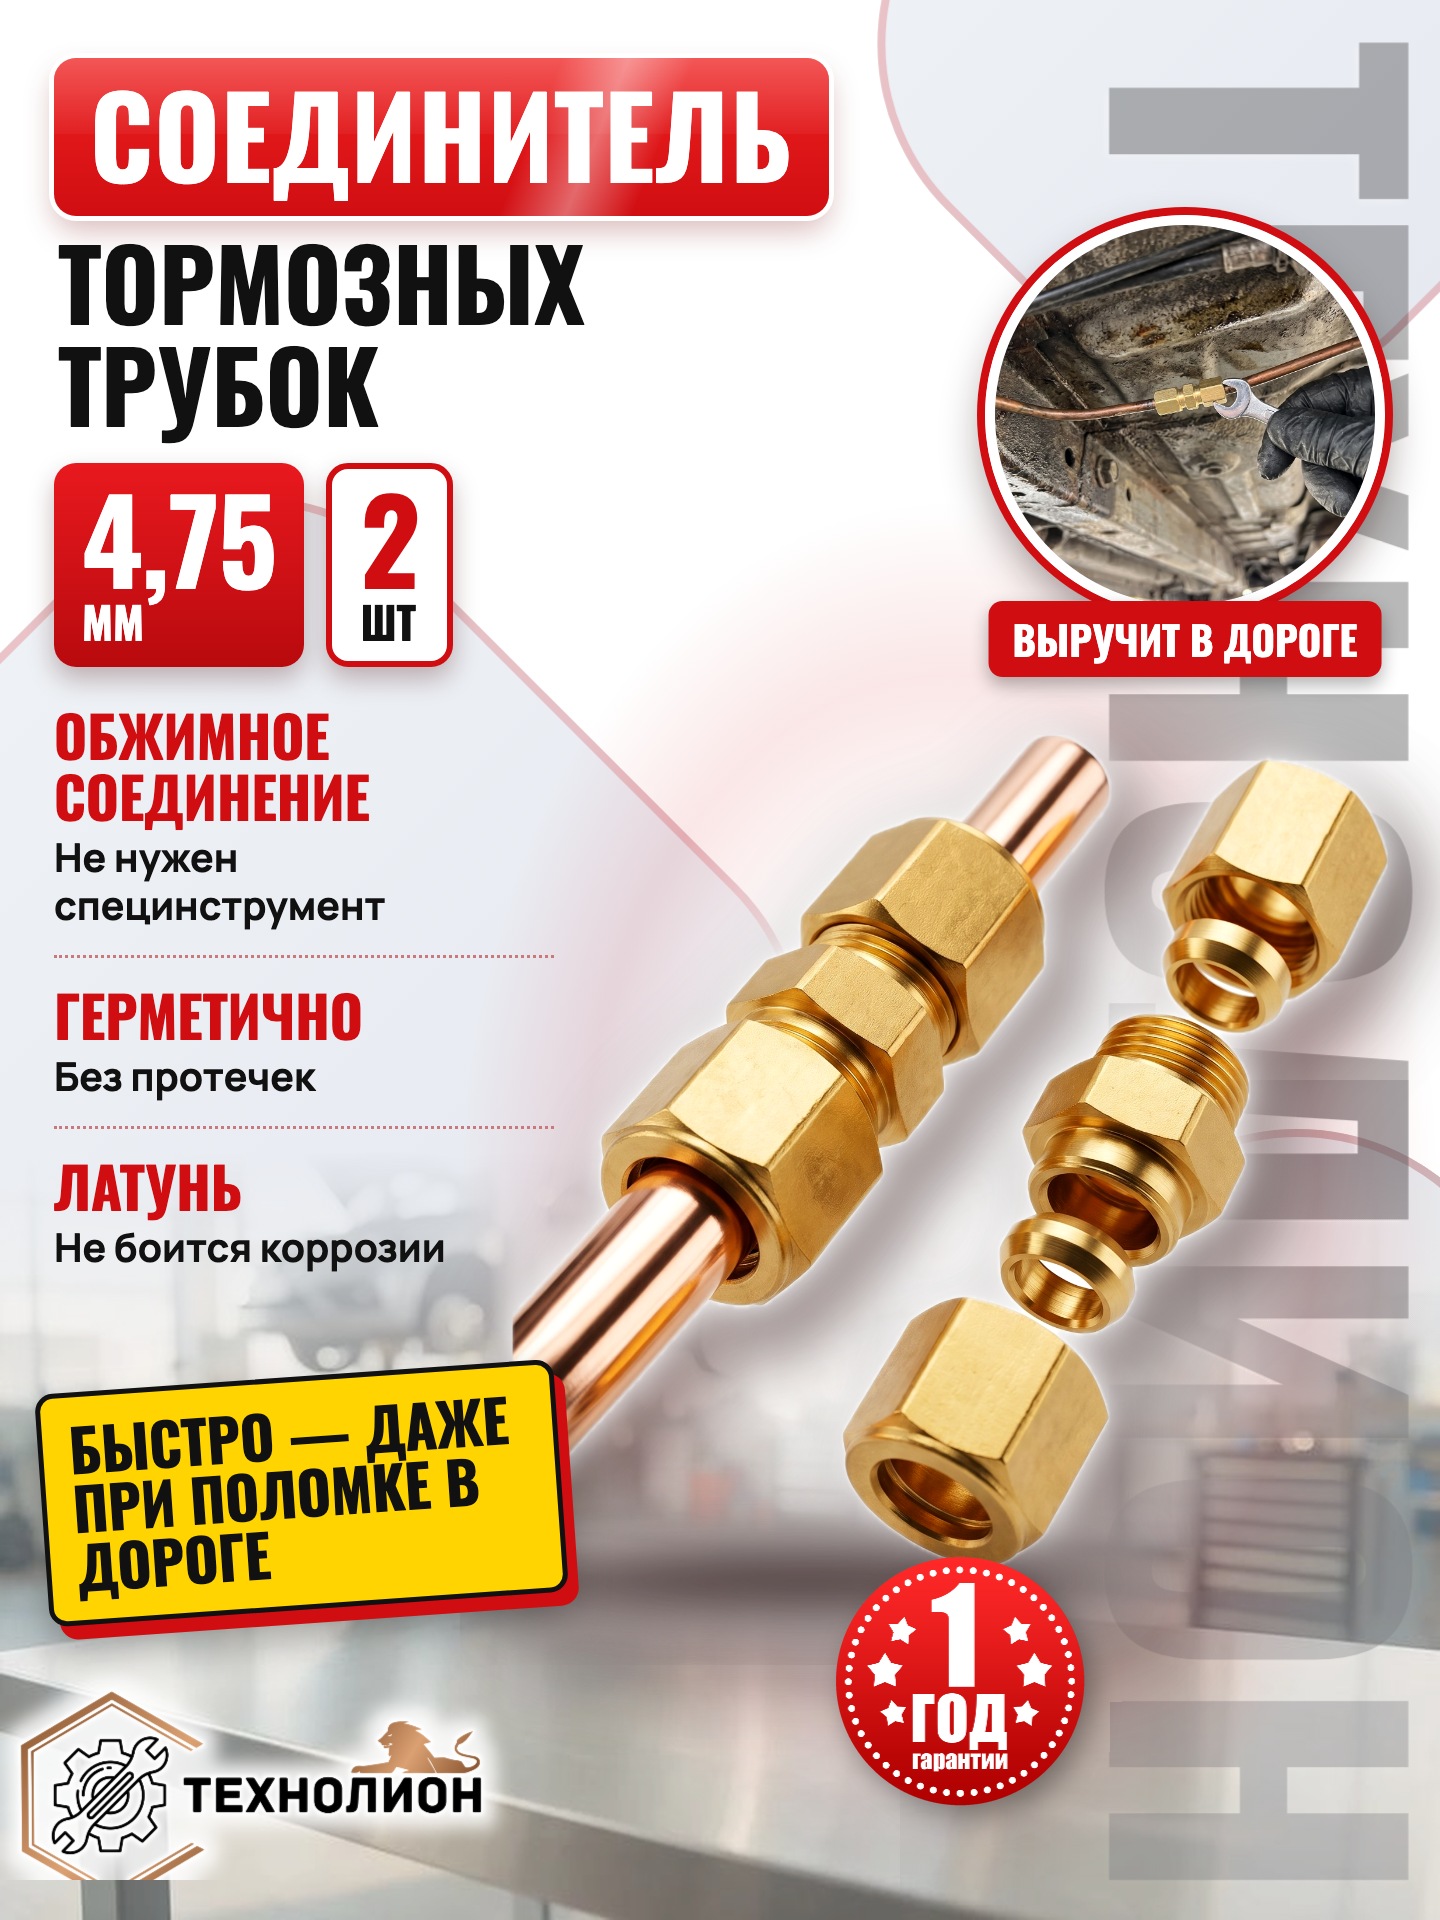 СОЕДИНИТЕЛЬ
ТОРМОЗНЫХ
ТРУБОК
4,75
ММ
2
ШТ
ВЫРУЧИТ В ДОРОГЕ
ОБЖИМНОЕ
СОЕДИНЕНИЕ
Не нужен
специнструмент
ГЕРМЕТИЧНО
Без протечек
ЛАТУНЬ
Не боится коррозии
БЫСТРО — ДАЖЕ
ПРИ ПОЛОМКЕ В
ДОРОГЕ
1
ГОД
гарантии
ТЕХНОЛИОН